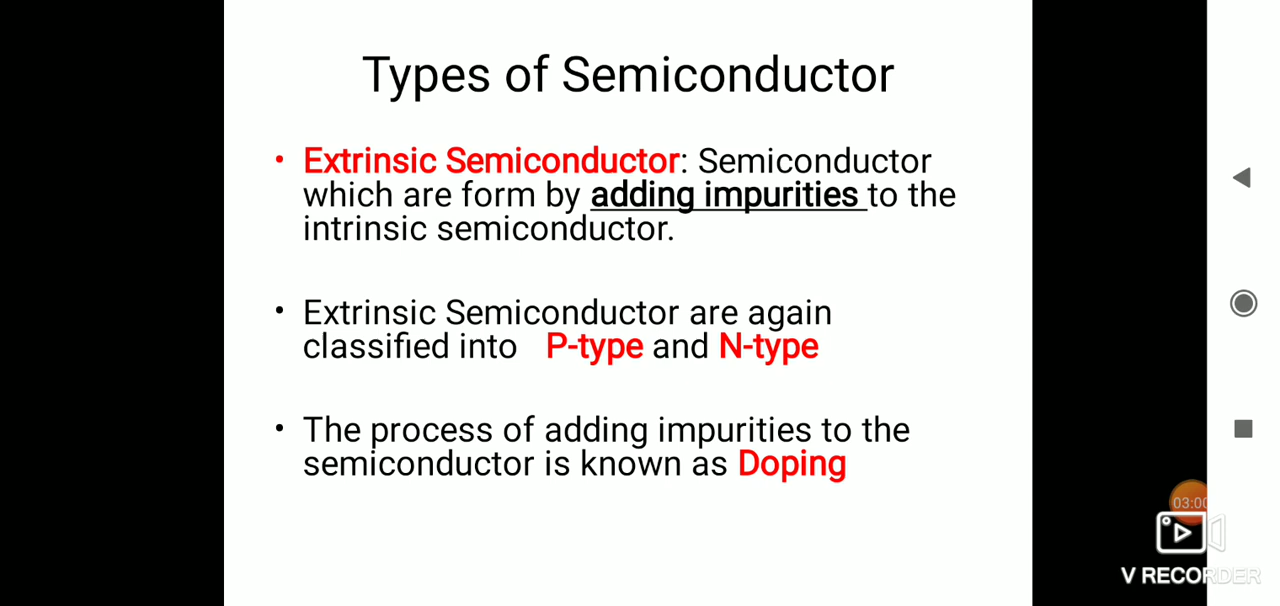 Types of Semiconductor
• Extrinsic Semiconductor: Semiconductor
which are form by adding impurities to the
intrinsic semiconductor.
• Extrinsic Semiconductor are again
classified into P-type and N-type
• The process of adding impurities to the
semiconductor is known as Doping
03:00
V RECORDER